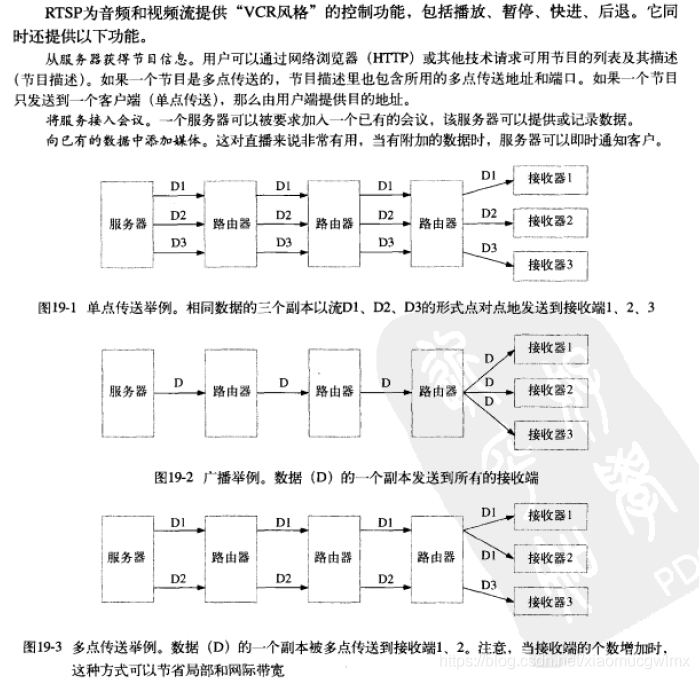 RTSP为音频和视频流提供“VCR风格”的控制功能，包括播放、暂停、快进、后退。它同
时还提供以下功能。
从服务器获得节目信息。用户可以通过网络浏览器（HTTP）或其他技术请求可用节目的列表及其描述
（节目描述）。如果一个节目是多点传送的，节目描述里也包含所用的多点传送地址和端口。如果一个节目
只发送到一个客户端（单点传送），那么由用户端提供目的地址。
将服务接入会议。一个服务器可以被要求加入一个已有的会议，该服务器可以提供或记录数据。
向已有的数据中添加媒体。这对直播来说非常有用，当有附加的数据时，服务器可以即时通知客户。
D1 D1 D1 D1 接收器1
服务器 D2 路由器 D2 路由器 D2 路由器 D2 接收器2
D3 D3 D3 D3 接收器3
图19-1 单点传送举例。相同数据的三个副本以流D1、D2、D3的形式点对点地发送到接收端1、2、3
D 接收器1
服务器 D 路由器 D 路由器 D 路由器 D 接收器2
D 接收器3
图19-2 广播举例。数据（D）的一个副本发送到所有的接收端
D1 D1 D1 D1 接收器1
服务器 路由器 路由器 路由器 D1 接收器2
D2 D2 D2 D3 接收器3
图19-3 多点传送举例。数据（D）的一个副本被多点传送到接收端1、2。注意，当接收端的个数增加时，
这种方式可以节省局部和网际带宽
PD
https://blog.csdn.net/xiaomucgwlmx